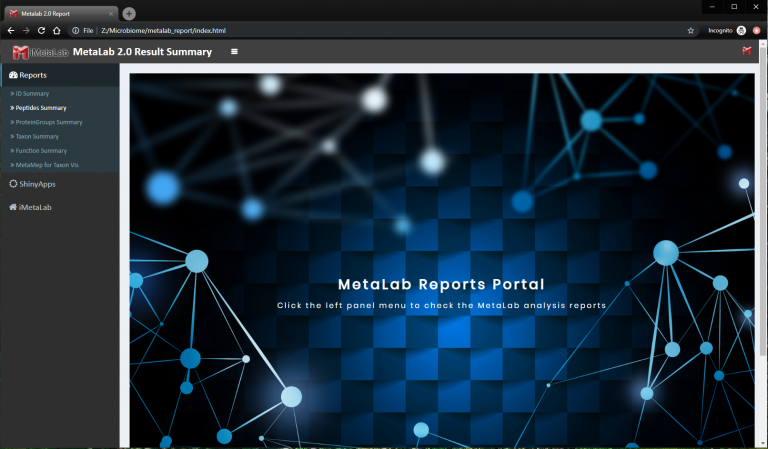 Metalab 2.0 Report
File
Z:/Microbiome/metalab_report/index.html
Incognito
iMetaLab
MetaLab 2.0 Result Summary
Reports
ID Summary
Peptides Summary
ProteinGroups Summary
Taxon Summary
Function Summary
MetaMep for Taxon Vis
ShinyApps
iMetaLab
MetaLab Reports Portal
Click the left panel menu to check the MetaLab analysis reports